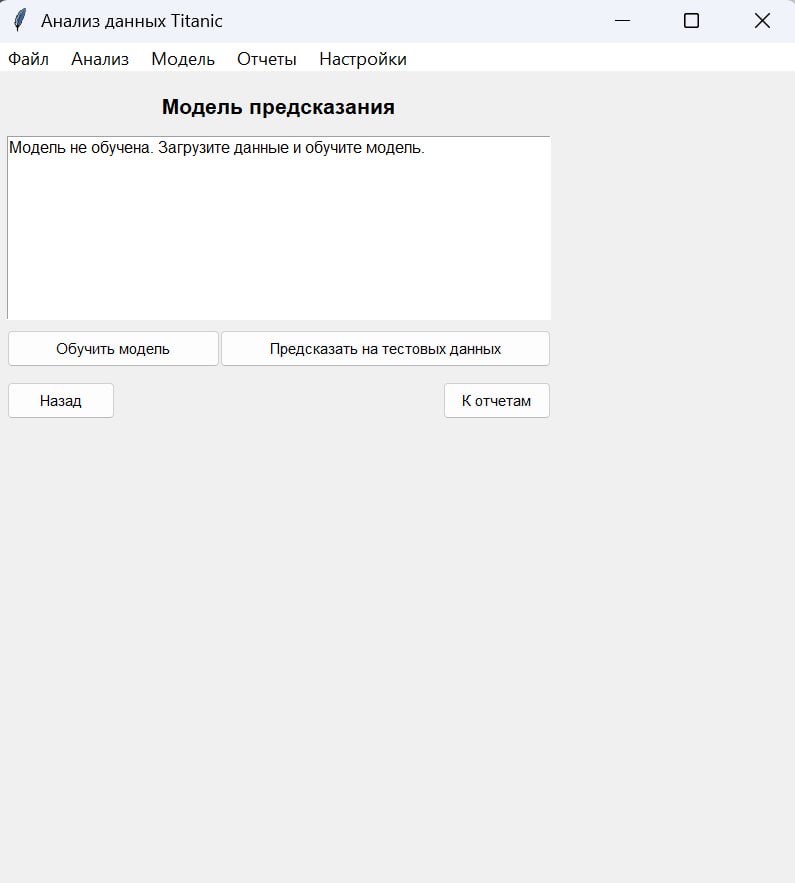 Анализ данных Titanic
Файл Анализ Модель Отчеты Настройки
Модель предсказания
Модель не обучена. Загрузите данные и обучите модель.
Обучить модель Предсказать на тестовых данных
Назад К отчетам